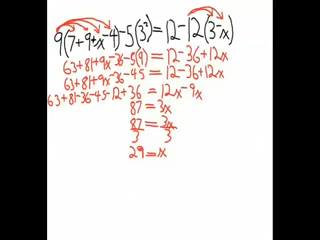 9(7+9+x-4)-5(3²)=12-12(3-x)
63+81+9x-36-5(9)=12-36+12x
63+81+9x-36-45=12-36+12x
63+81-36-45-12+36=12x-9x
87=3x
87/3=3x/3
29=x